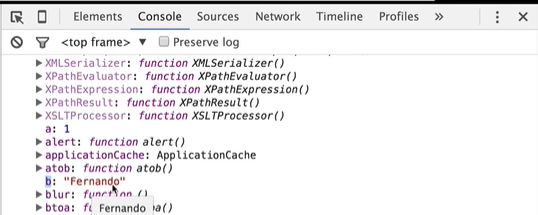 Elements Console Sources Network Timeline Profiles »
<top frame> ▼ Preserve log
XMLSerializer: function XMLSerializer()
XPathEvaluator: function XPathEvaluator()
XPathExpression: function XPathExpression()
XPathResult: function XPathResult()
XSLTProcessor: function XSLTProcessor()
a: 1
alert: function alert()
applicationCache: ApplicationCache
atob: function atob()
b: "Fernando"
blur: function ()
btoa:
Fernando